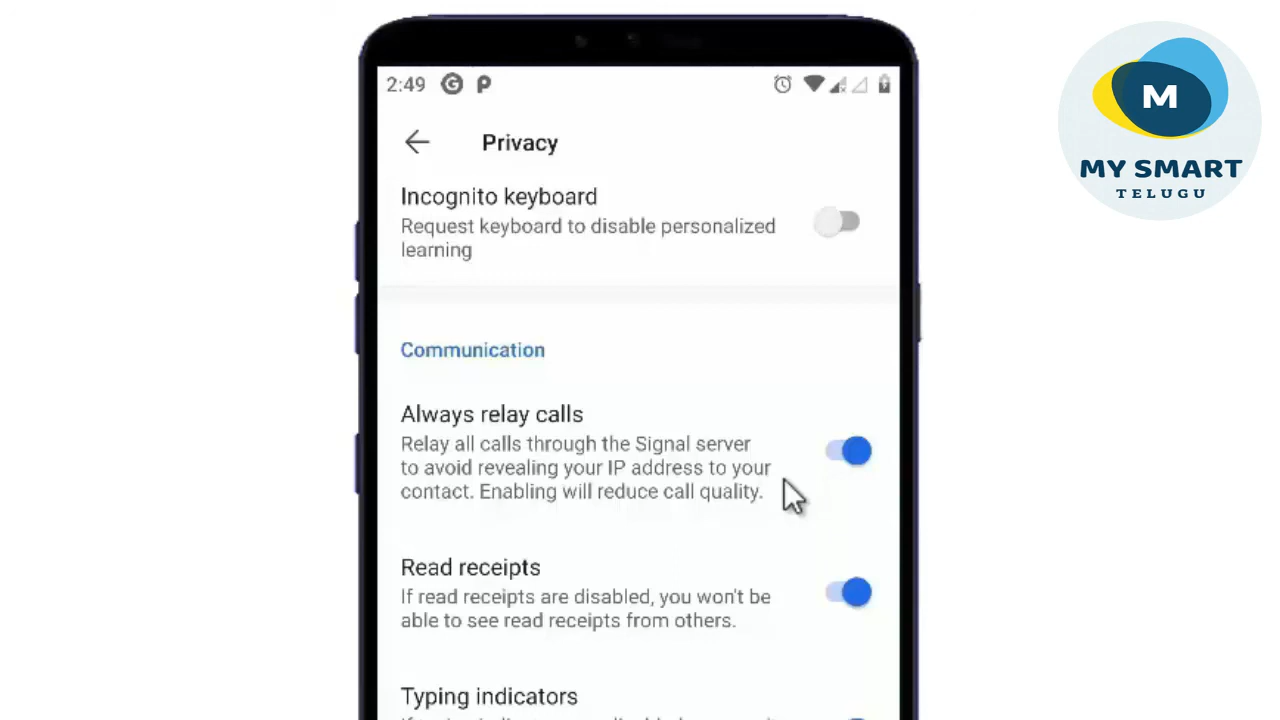 2:49
Privacy
Incognito keyboard
Request keyboard to disable personalized
learning
Communication
Always relay calls
Relay all calls through the Signal server
to avoid revealing your IP address to your
contact. Enabling will reduce call quality.
Read receipts
If read receipts are disabled, you won't be
able to see read receipts from others.
Typing indicators
M
MY SMART
TELUGU